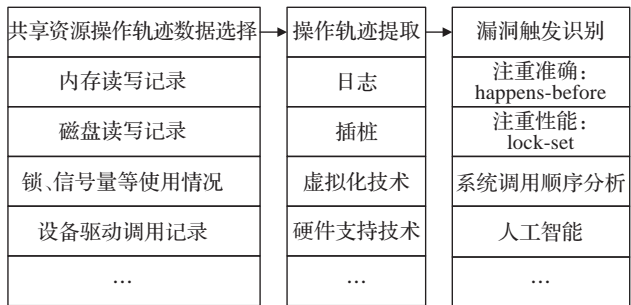 共享资源操作轨迹数据选择
内存读写记录
磁盘读写记录
锁、信号量等使用情况
设备驱动调用记录
…
操作轨迹提取
日志
插桩
虚拟化技术
硬件支持技术
…
漏洞触发识别
注重准确：
happens-before
注重性能：
lock-set
系统调用顺序分析
人工智能
…